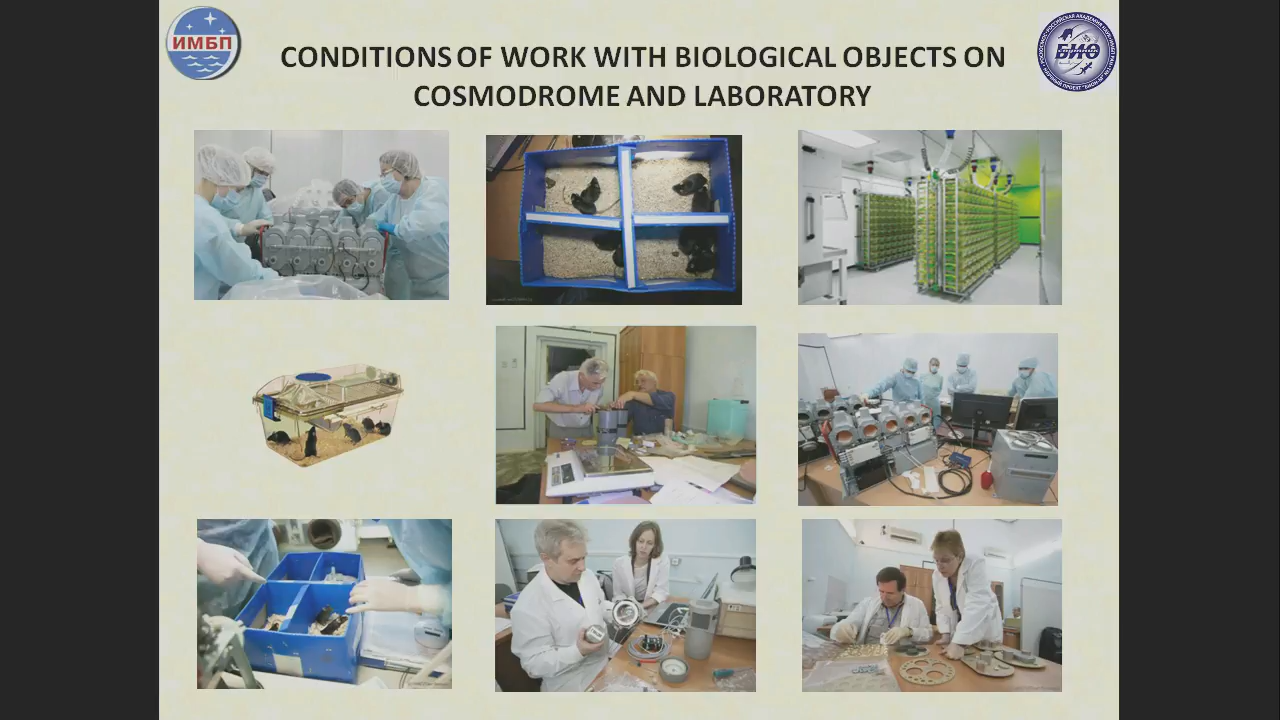 ИМБП
CONDITIONS OF WORK WITH BIOLOGICAL OBJECTS ON
COSMODROME AND LABORATORY
БИО